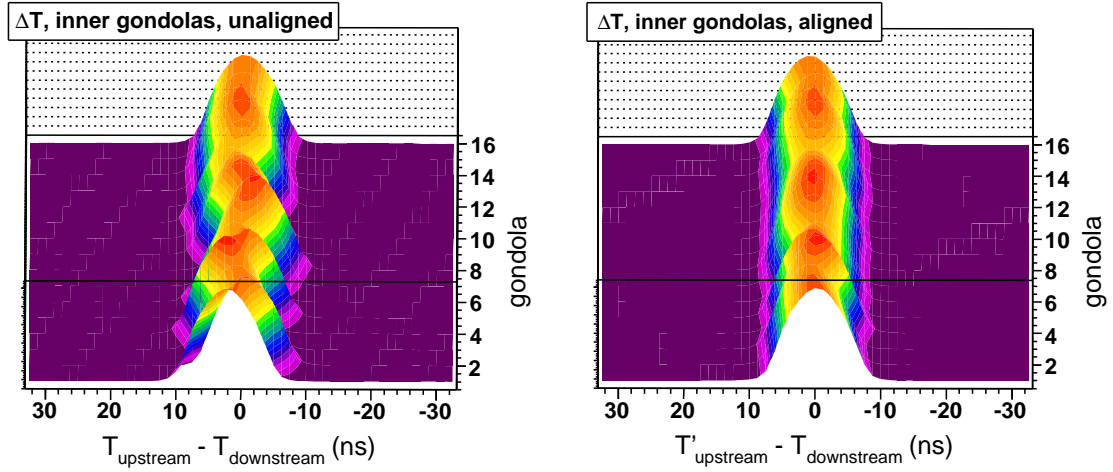 ΔT, inner gondolas, unaligned
16
14
12
10
8
6
4
2
gondola
30 20 10 0 -10 -20 -30
T_upstream - T_downstream (ns)
ΔT, inner gondolas, aligned
16
14
12
10
8
6
4
2
gondola
30 20 10 0 -10 -20 -30
T'_upstream - T_downstream (ns)